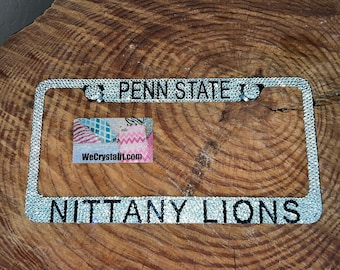 PENN STATE
WeCrystalIt.com
NITTANY LIONS